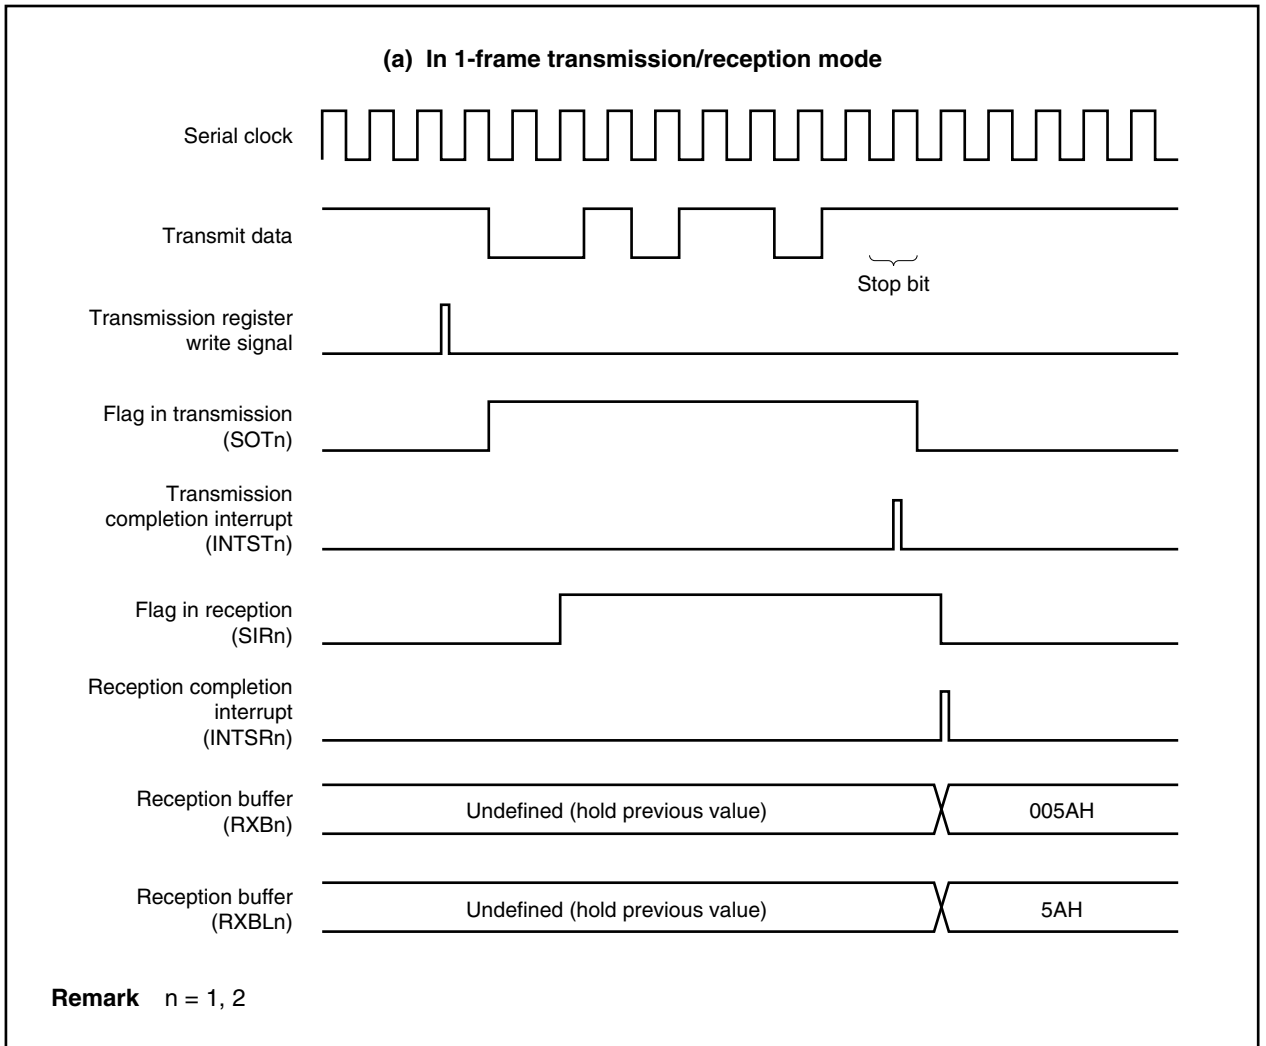 (a) In 1-frame transmission/reception mode
Serial clock
Transmit data
Stop bit
Transmission register
write signal
Flag in transmission
(SOTn)
Transmission
completion interrupt
(INTSTn)
Flag in reception
(SIRn)
Reception completion
interrupt
(INTSRn)
Reception buffer
(RXBn)
Undefined (hold previous value)
005AH
Reception buffer
(RXBLn)
Undefined (hold previous value)
5AH
Remark n = 1, 2